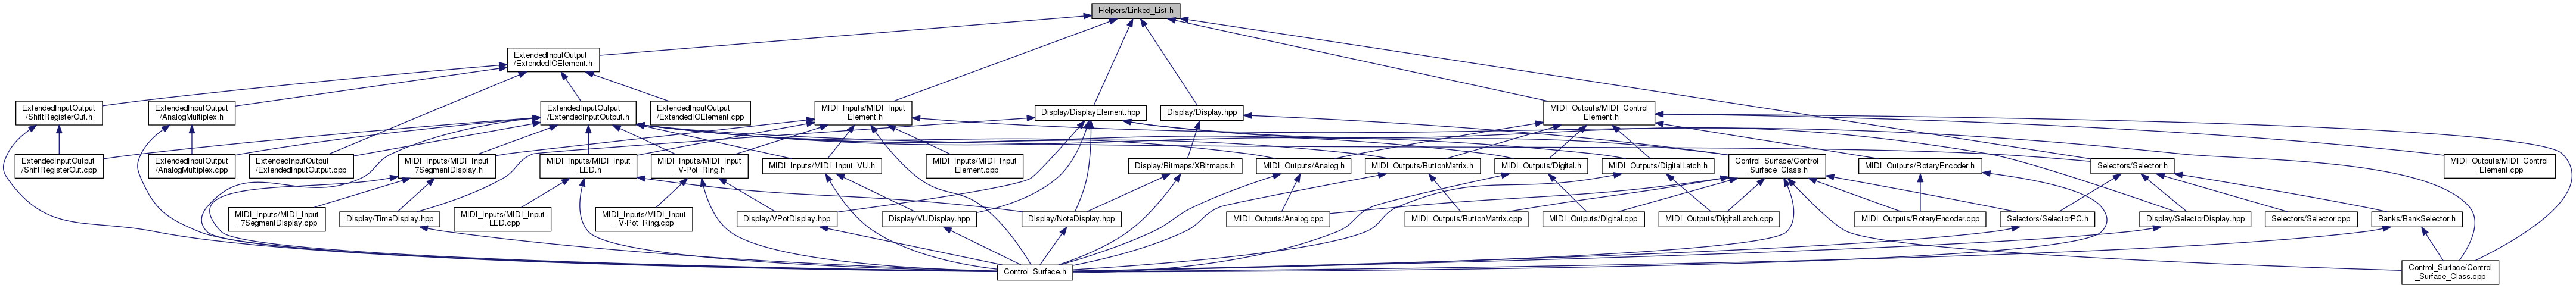 Helpers/Linked_List.h
ExtendedInputOutput
/ExtendedIOElement.h
ExtendedInputOutput
/ShiftRegisterOut.h
ExtendedInputOutput
/AnalogMultiplex.h
ExtendedInputOutput
/ExtendedInputOutput.h
ExtendedInputOutput
/ExtendedIOElement.cpp
MIDI_Inputs/MIDI_Input
_Element.h
Display/DisplayElement.hpp
Display/Display.hpp
MIDI_Outputs/MIDI_Control
_Element.h
ExtendedInputOutput
/ShiftRegisterOut.cpp
ExtendedInputOutput
/AnalogMultiplex.cpp
ExtendedInputOutput
/ExtendedInputOutput.cpp
MIDI_Inputs/MIDI_Input
_7SegmentDisplay.h
MIDI_Inputs/MIDI_Input
_LED.h
MIDI_Inputs/MIDI_Input
_V-Pot_Ring.h
MIDI_Inputs/MIDI_Input_VU.h
MIDI_Inputs/MIDI_Input
_Element.cpp
Display/Bitmaps/XBitmaps.h
MIDI_Outputs/Analog.h
MIDI_Outputs/ButtonMatrix.h
MIDI_Outputs/Digital.h
MIDI_Outputs/DigitalLatch.h
Control_Surface/Control
_Surface_Class.h
MIDI_Outputs/RotaryEncoder.h
Selectors/Selector.h
MIDI_Outputs/MIDI_Control
_Element.cpp
MIDI_Inputs/MIDI_Input
_7SegmentDisplay.cpp
Display/TimeDisplay.hpp
MIDI_Inputs/MIDI_Input
_LED.cpp
MIDI_Inputs/MIDI_Input
_V-Pot_Ring.cpp
Display/VPotDisplay.hpp
Display/VUDisplay.hpp
Display/NoteDisplay.hpp
MIDI_Outputs/Analog.cpp
MIDI_Outputs/ButtonMatrix.cpp
MIDI_Outputs/Digital.cpp
MIDI_Outputs/DigitalLatch.cpp
MIDI_Outputs/RotaryEncoder.cpp
Selectors/SelectorPC.h
Display/SelectorDisplay.hpp
Selectors/Selector.cpp
Banks/BankSelector.h
Control_Surface.h
Control_Surface/Control
_Surface_Class.cpp